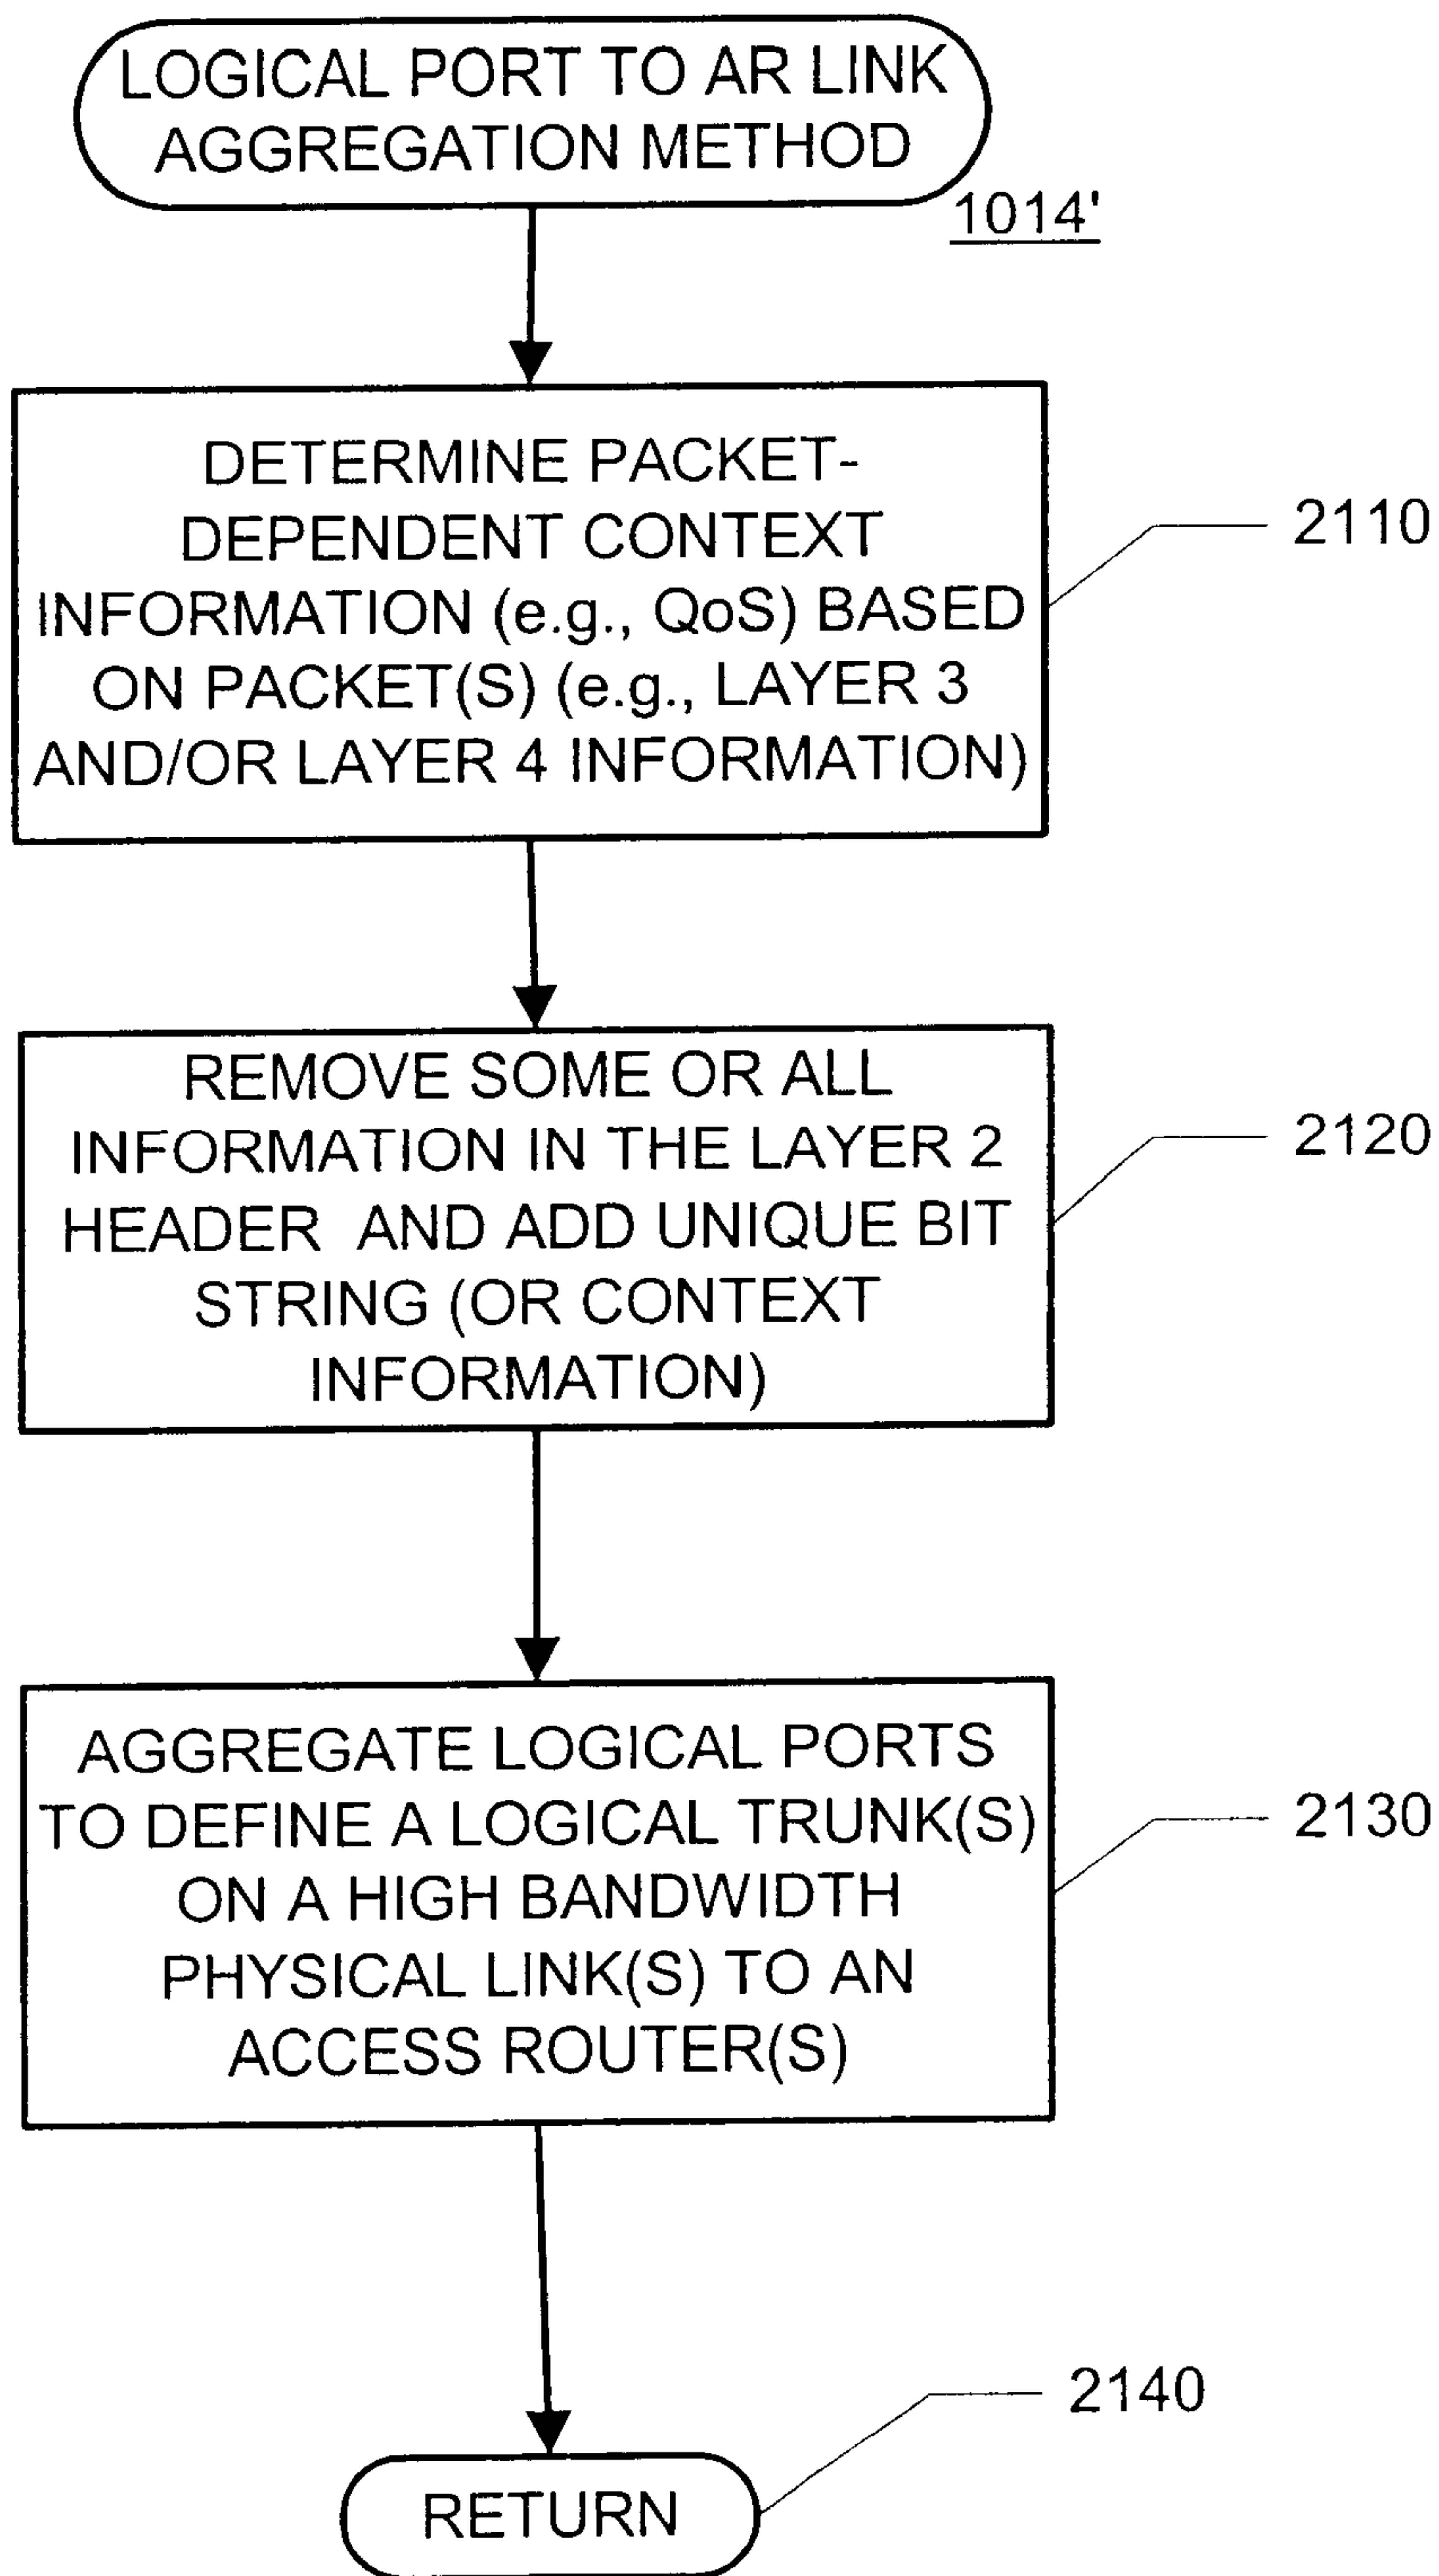 LOGICAL PORT TO AR LINK
AGGREGATION METHOD
1014'
DETERMINE PACKET-
DEPENDENT CONTEXT
INFORMATION (e.g., QoS) BASED
ON PACKET(S) (e.g., LAYER 3
AND/OR LAYER 4 INFORMATION)
2110
REMOVE SOME OR ALL
INFORMATION IN THE LAYER 2
HEADER AND ADD UNIQUE BIT
STRING (OR CONTEXT
INFORMATION)
2120
AGGREGATE LOGICAL PORTS
TO DEFINE A LOGICAL TRUNK(S)
ON A HIGH BANDWIDTH
PHYSICAL LINK(S) TO AN
ACCESS ROUTER(S)
2130
2140
RETURN